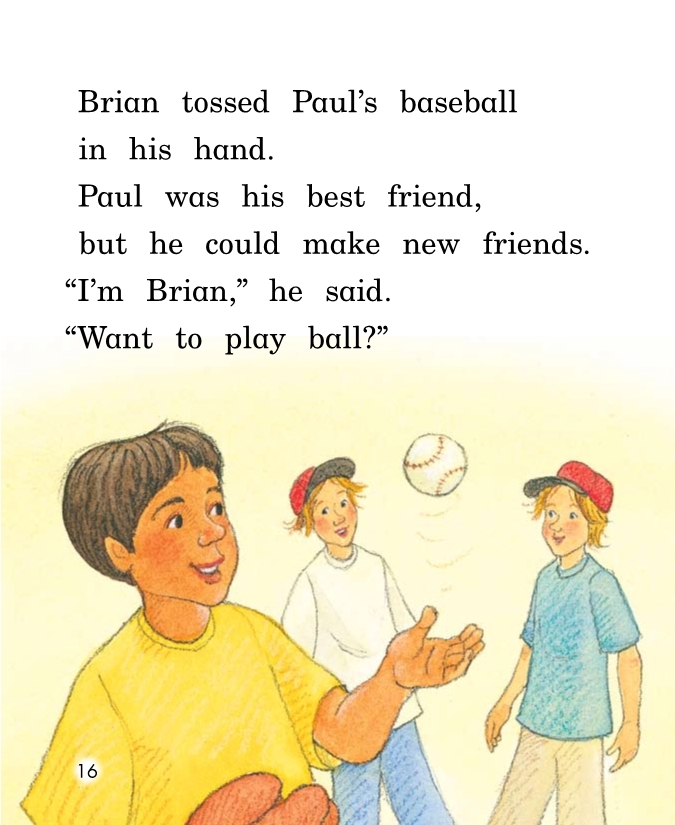 Brian tossed Paul’s baseball
in his hand.
Paul was his best friend,
but he could make new friends.
“I’m Brian,” he said.
“Want to play ball?”
16